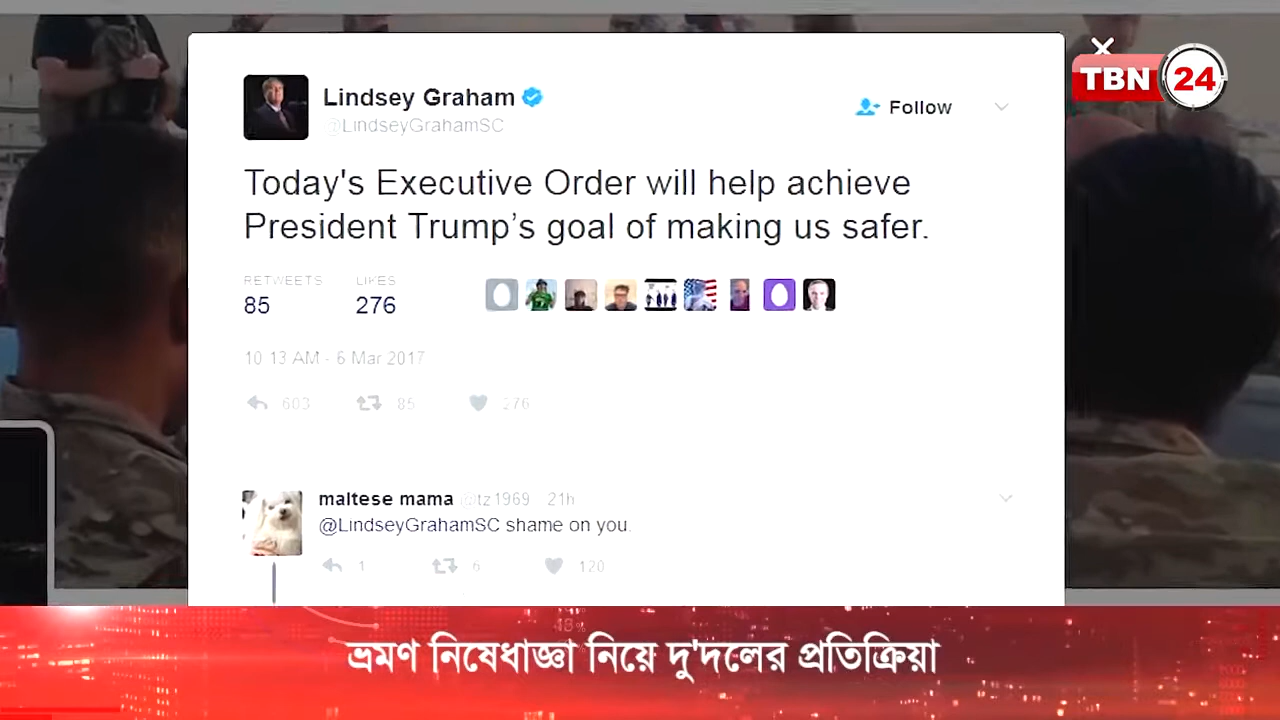 TBN 24
Lindsey Graham
@LindseyGrahamSC
Follow
Today's Executive Order will help achieve
President Trump’s goal of making us safer.
RETWEETS LIKES
85 276
10:13 AM - 6 Mar 2017
603 85 276
maltese mama @tz1969 21h
@LindseyGrahamSC shame on you.
1 6 120
ভ্রমণ নিষেধাজ্ঞা নিয়ে দু'দলের প্রতিক্রিয়া